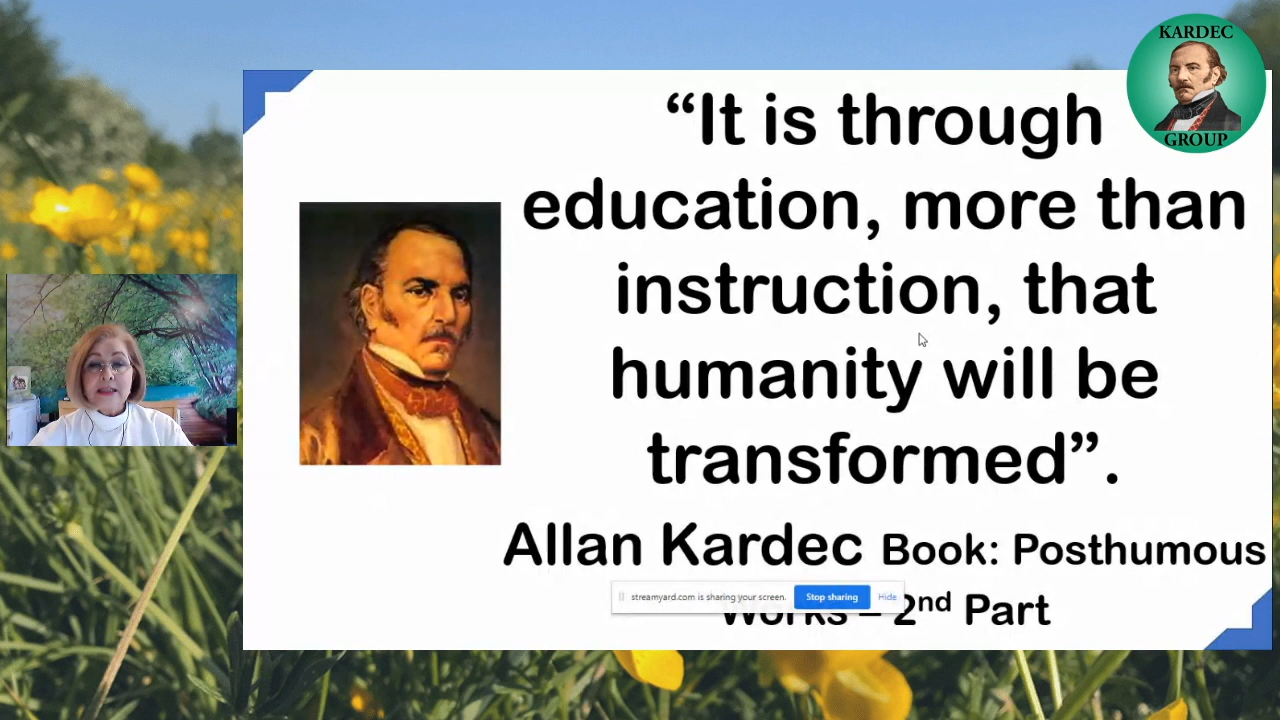 KARDEC
GROUP
“It is through
education, more than
instruction, that
humanity will be
transformed”.
Allan Kardec Book: Posthumous
Works – 2nd Part
streamyard.com is sharing your screen.
Stop sharing
Hide